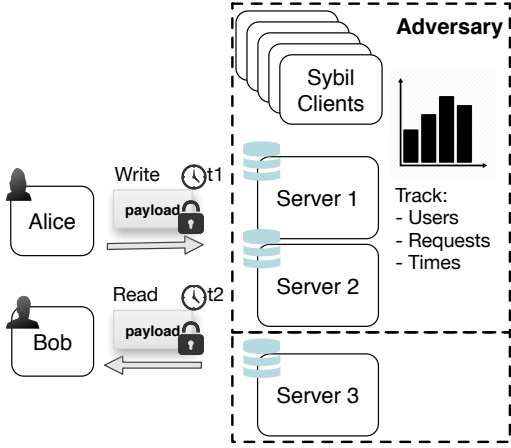 Adversary
Sybil
Clients
Write
t1
payload
Alice
Server 1
Track:
- Users
- Requests
- Times
Server 2
Read
t2
payload
Bob
Server 3